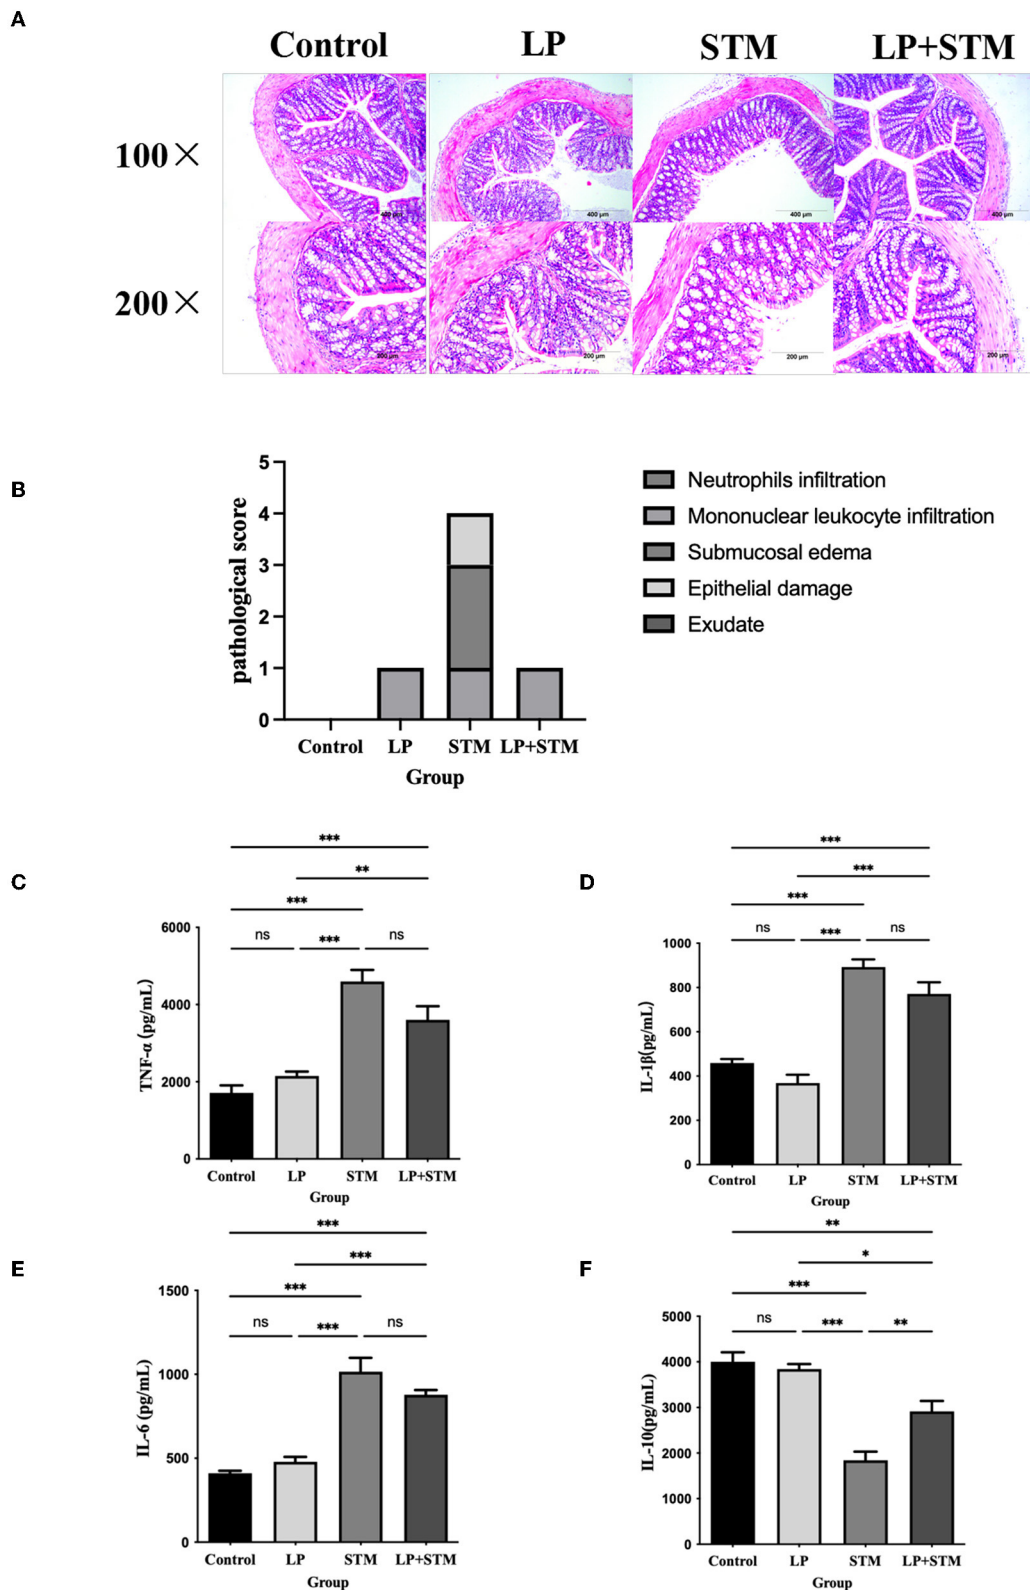 A
Control LP STM LP+STM
100×
400 μm 400 μm 400 μm 400 μm
200×
200 μm 200 μm 200 μm
B
pathological score
5
4
3
2
1
0
Control LP STM LP+STM
Group
Neutrophils infiltration
Mononuclear leukocyte infiltration
Submucosal edema
Epithelial damage
Exudate
C
***
**
***
ns *** ns
TNF-α (pg/mL)
6000
4000
2000
0
Control LP STM LP+STM
Group
D
***
***
***
ns *** ns
IL-1β(pg/mL)
1000
800
600
400
200
0
Control LP STM LP+STM
Group
E
***
***
***
ns *** ns
IL-6 (pg/mL)
1500
1000
500
0
Control LP STM LP+STM
Group
F
**
*
***
ns *** **
IL-10(pg/mL)
5000
4000
3000
2000
1000
0
Control LP STM LP+STM
Group